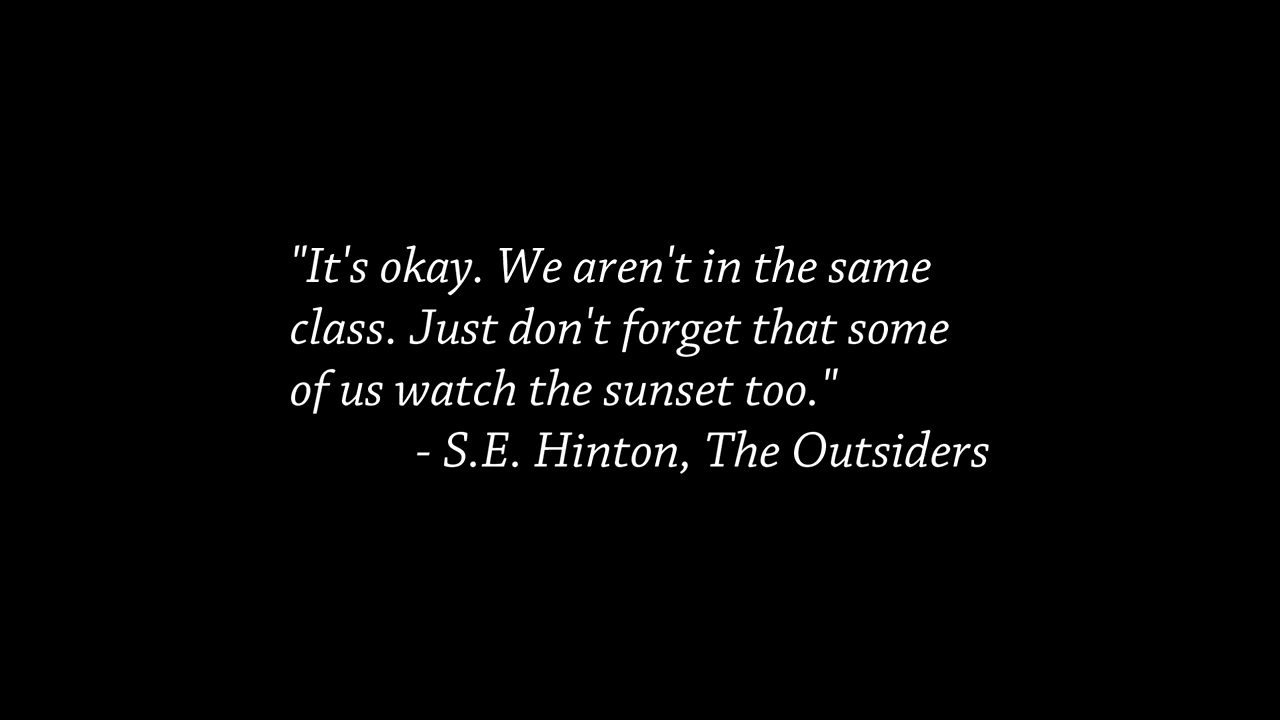 "It's okay. We aren't in the same
class. Just don't forget that some
of us watch the sunset too."
- S.E. Hinton, The Outsiders